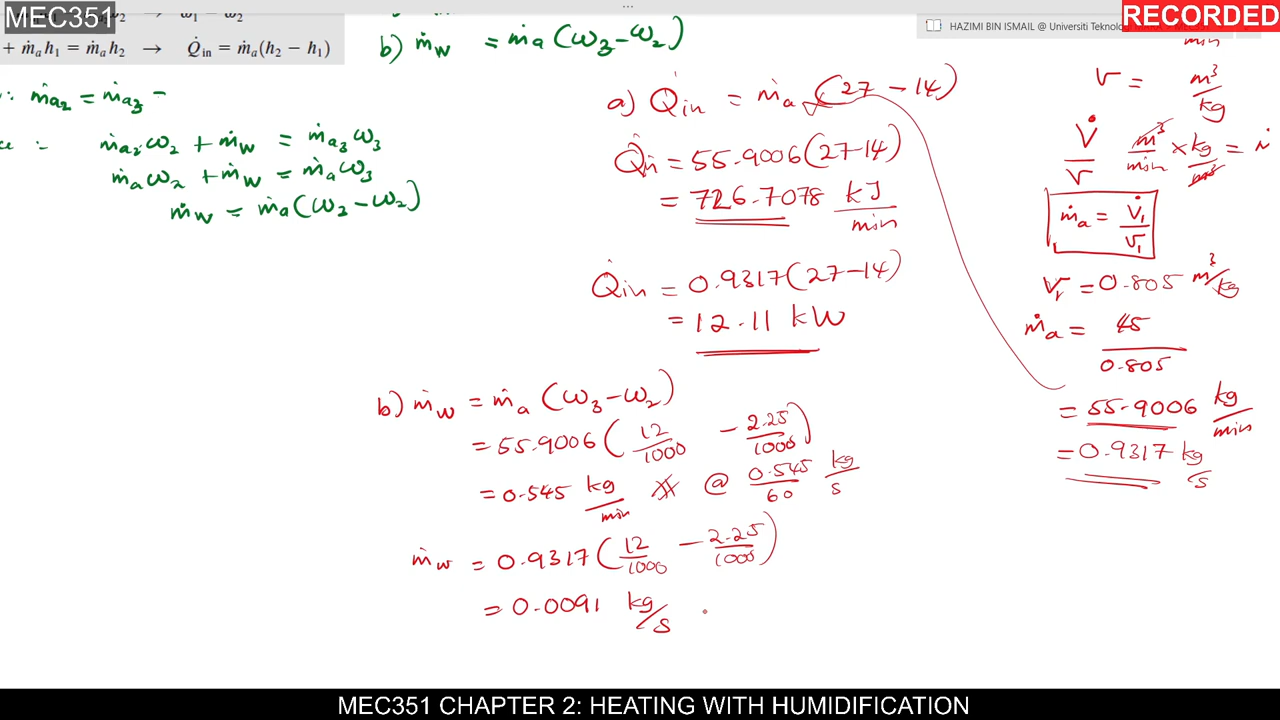 MEC351
RECORDED
HAZIMI BIN ISMAIL @ Universiti Teknolo
+ ṁₐh₁ = ṁₐh₂ → Q̇in = ṁₐ(h₂ − h₁)
b) ṁw = ṁa(ω₃−ω₂)
∴ ṁa₂ = ṁa₃ -
ṁa₂ω₂ + ṁw = ṁa₃ω₃
ṁaω₂ + ṁw = ṁaω₃
ṁw = ṁa(ω₃−ω₂)
a) Q̇in = ṁa (27−14)
Q̇in = 55.9006(27−14)
= 726.7078 kJ/min
Q̇in = 0.9317(27−14)
= 12.11 kW
b) ṁw = ṁa (ω₃−ω₂)
= 55.9006 (12/1000 − 2.25/1000)
= 0.545 kg/min # @ 0.545/60 kg/s
ṁw = 0.9317 (12/1000 − 2.25/1000)
= 0.0091 kg/s
min
v = m³/kg
V̇/v m³/min × kg/m³ = ṁ
ṁa = V̇₁/v₁
v₁ = 0.805 m³/kg
ṁa = 45/0.805
= 55.9006 kg/min
= 0.9317 kg/s
MEC351 CHAPTER 2: HEATING WITH HUMIDIFICATION